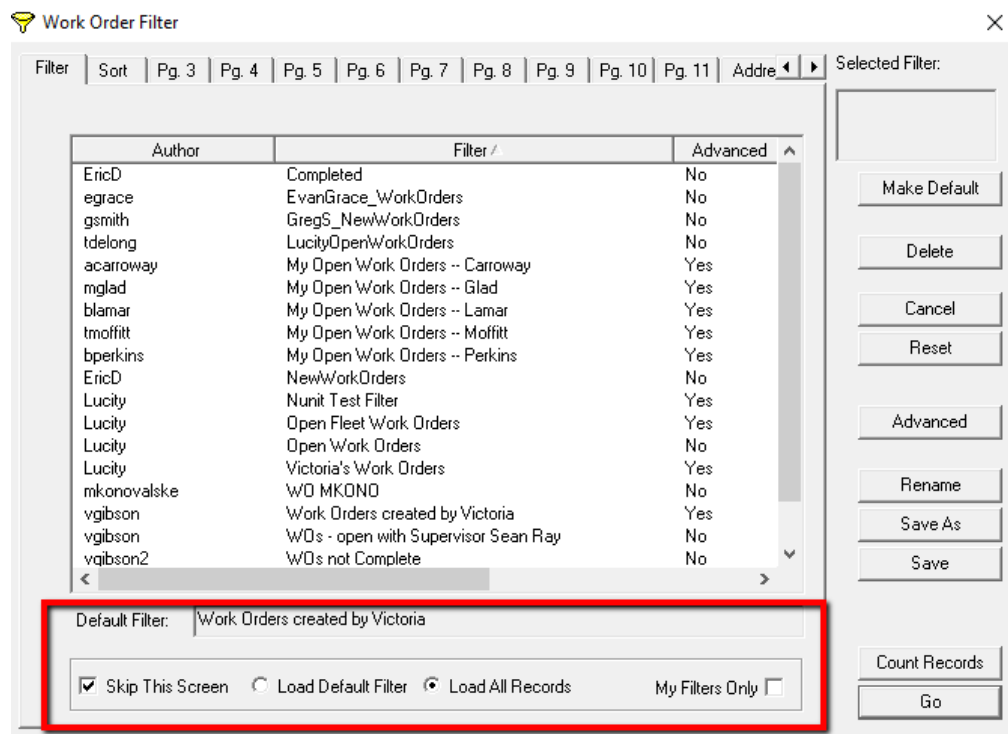 Work Order Filter
Filter Sort Pg. 3 Pg. 4 Pg. 5 Pg. 6 Pg. 7 Pg. 8 Pg. 9 Pg. 10 Pg. 11 Addre
Selected Filter:
Author Filter Advanced
EricD Completed No
egrace EvanGrace_WorkOrders No
gsmith GregS_NewWorkOrders No
tdelong LucityOpenWorkOrders No
acarroway My Open Work Orders -- Carroway Yes
mglad My Open Work Orders -- Glad Yes
blamar My Open Work Orders -- Lamar Yes
tmoffitt My Open Work Orders -- Moffitt Yes
bperkins My Open Work Orders -- Perkins Yes
EricD NewWorkOrders No
Lucity Nunit Test Filter Yes
Lucity Open Fleet Work Orders Yes
Lucity Open Work Orders No
Lucity Victoria's Work Orders Yes
mkonovalske WO MKONO No
vgibson Work Orders created by Victoria Yes
vgibson WOs - open with Supervisor Sean Ray No
vgibson2 WOs not Complete No
Default Filter: Work Orders created by Victoria
Skip This Screen Load Default Filter Load All Records My Filters Only
Make Default
Delete
Cancel
Reset
Advanced
Rename
Save As
Save
Count Records
Go